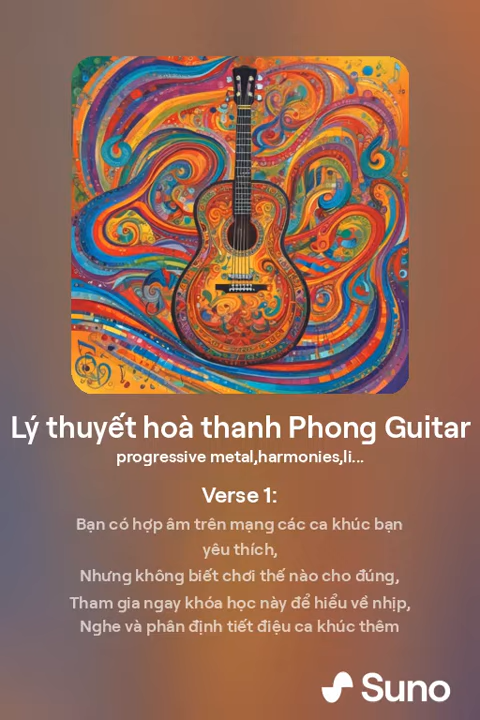 Lý thuyết hoà thanh Phong Guitar
progressive metal,harmonies,li...
Verse 1:
Bạn có hợp âm trên mạng các ca khúc bạn
yêu thích,
Nhưng không biết chơi thế nào cho đúng,
Tham gia ngay khóa học này để hiểu về nhịp,
Nghe và phân định tiết điệu ca khúc thêm
Suno